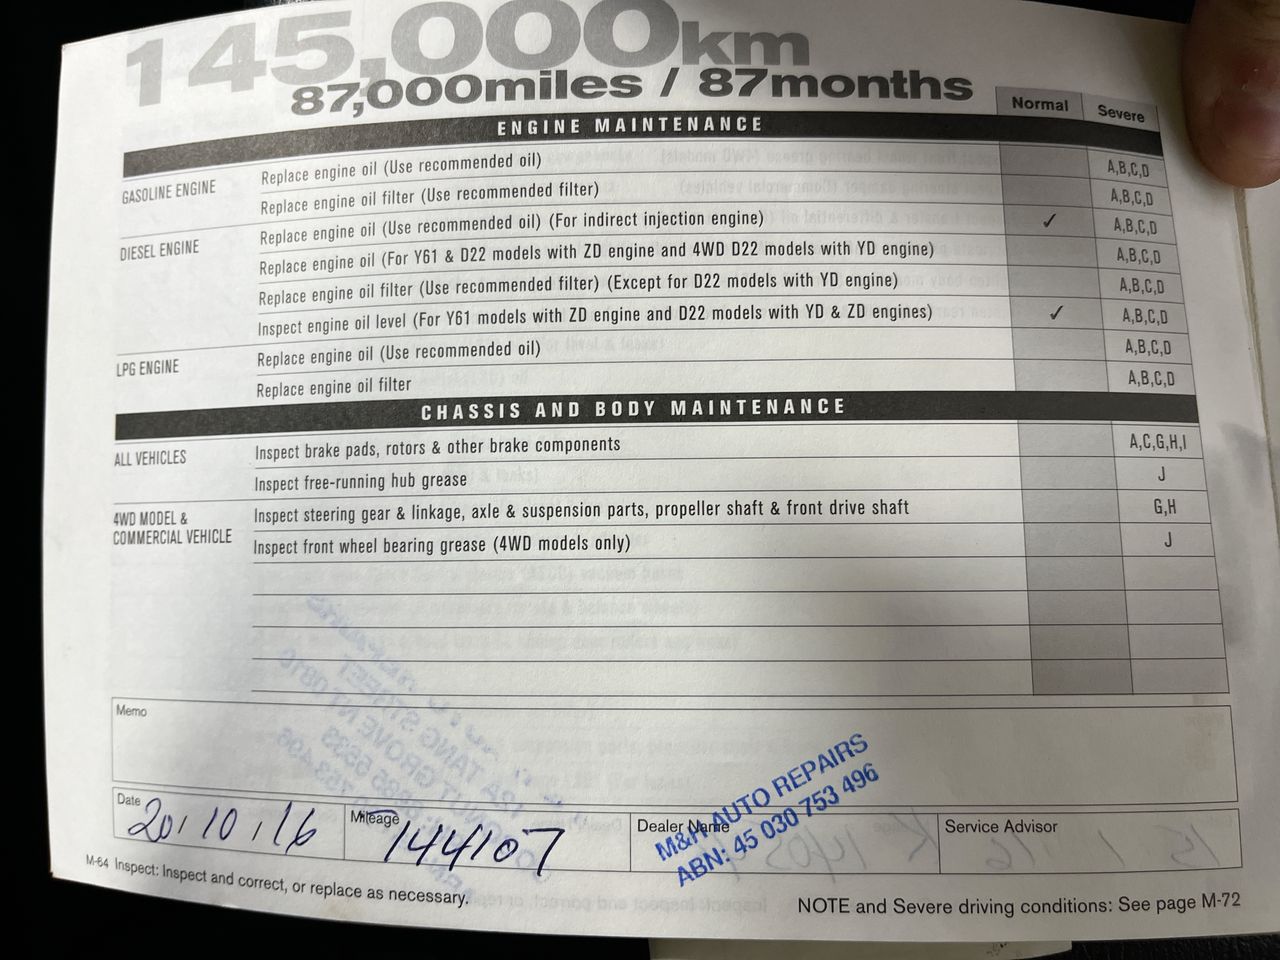 145,000km
87,000miles / 87months
Normal Severe
ENGINE MAINTENANCE
GASOLINE ENGINE Replace engine oil (Use recommended oil) A,B,C,D
Replace engine oil filter (Use recommended filter) A,B,C,D
DIESEL ENGINE Replace engine oil (Use recommended oil) (For indirect injection engine) ✓ A,B,C,D
Replace engine oil (For Y61 & D22 models with ZD engine and 4WD D22 models with YD engine) A,B,C,D
Replace engine oil filter (Use recommended filter) (Except for D22 models with YD engine) A,B,C,D
Inspect engine oil level (For Y61 models with ZD engine and D22 models with YD & ZD engines) ✓ A,B,C,D
LPG ENGINE Replace engine oil (Use recommended oil) A,B,C,D
Replace engine oil filter A,B,C,D
CHASSIS AND BODY MAINTENANCE
ALL VEHICLES Inspect brake pads, rotors & other brake components A,C,G,H,I
Inspect free-running hub grease J
4WD MODEL & COMMERCIAL VEHICLE Inspect steering gear & linkage, axle & suspension parts, propeller shaft & front drive shaft G,H
Inspect front wheel bearing grease (4WD models only) J
Memo
Date 20/10/16 Mileage 144107 Dealer Name Service Advisor
M&H AUTO REPAIRS
ABN: 45 030 753 496
M-64 Inspect: Inspect and correct, or replace as necessary.
NOTE and Severe driving conditions: See page M-72